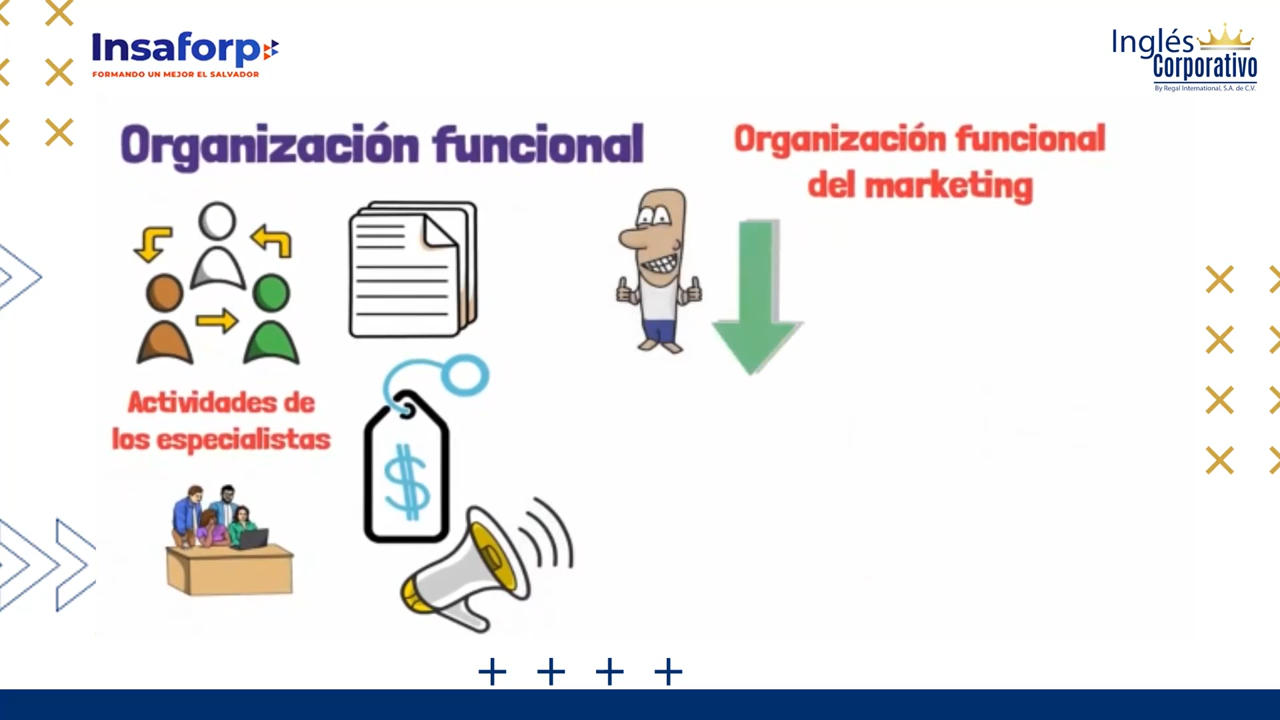 Insaforp
FORMANDO UN MEJOR EL SALVADOR
Inglés
Corporativo
By Regal International, S.A. de C.V.
Organización funcional
Organización funcional
del marketing
Actividades de
los especialistas
$